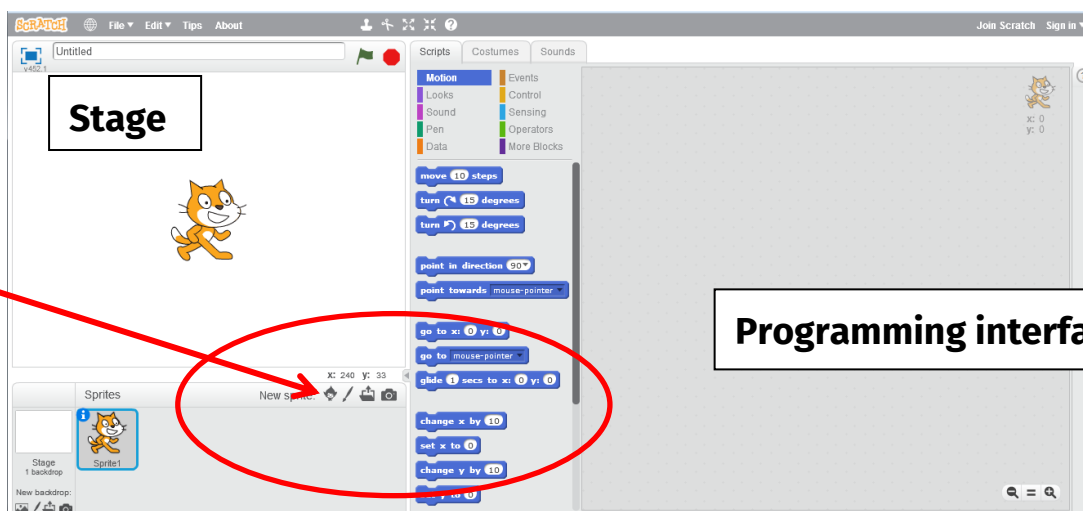 SCRATCH File Edit Tips About Join Scratch Sign in
Untitled
v452.1
Stage
X: 240 Y: 33
Sprites New sprite:
Sprite1
Stage
1 backdrop
New backdrop:
Scripts Costumes Sounds
Motion Events
Looks Control
Sound Sensing
Pen Operators
Data More Blocks
move 10 steps
turn 15 degrees
turn 15 degrees
point in direction 90
point towards mouse-pointer
go to x: 0 y: 0
go to mouse-pointer
glide 1 secs to x: 0 y: 0
change x by 10
set x to 0
change y by 10
to 0
x: 0
y: 0
Programming interfa